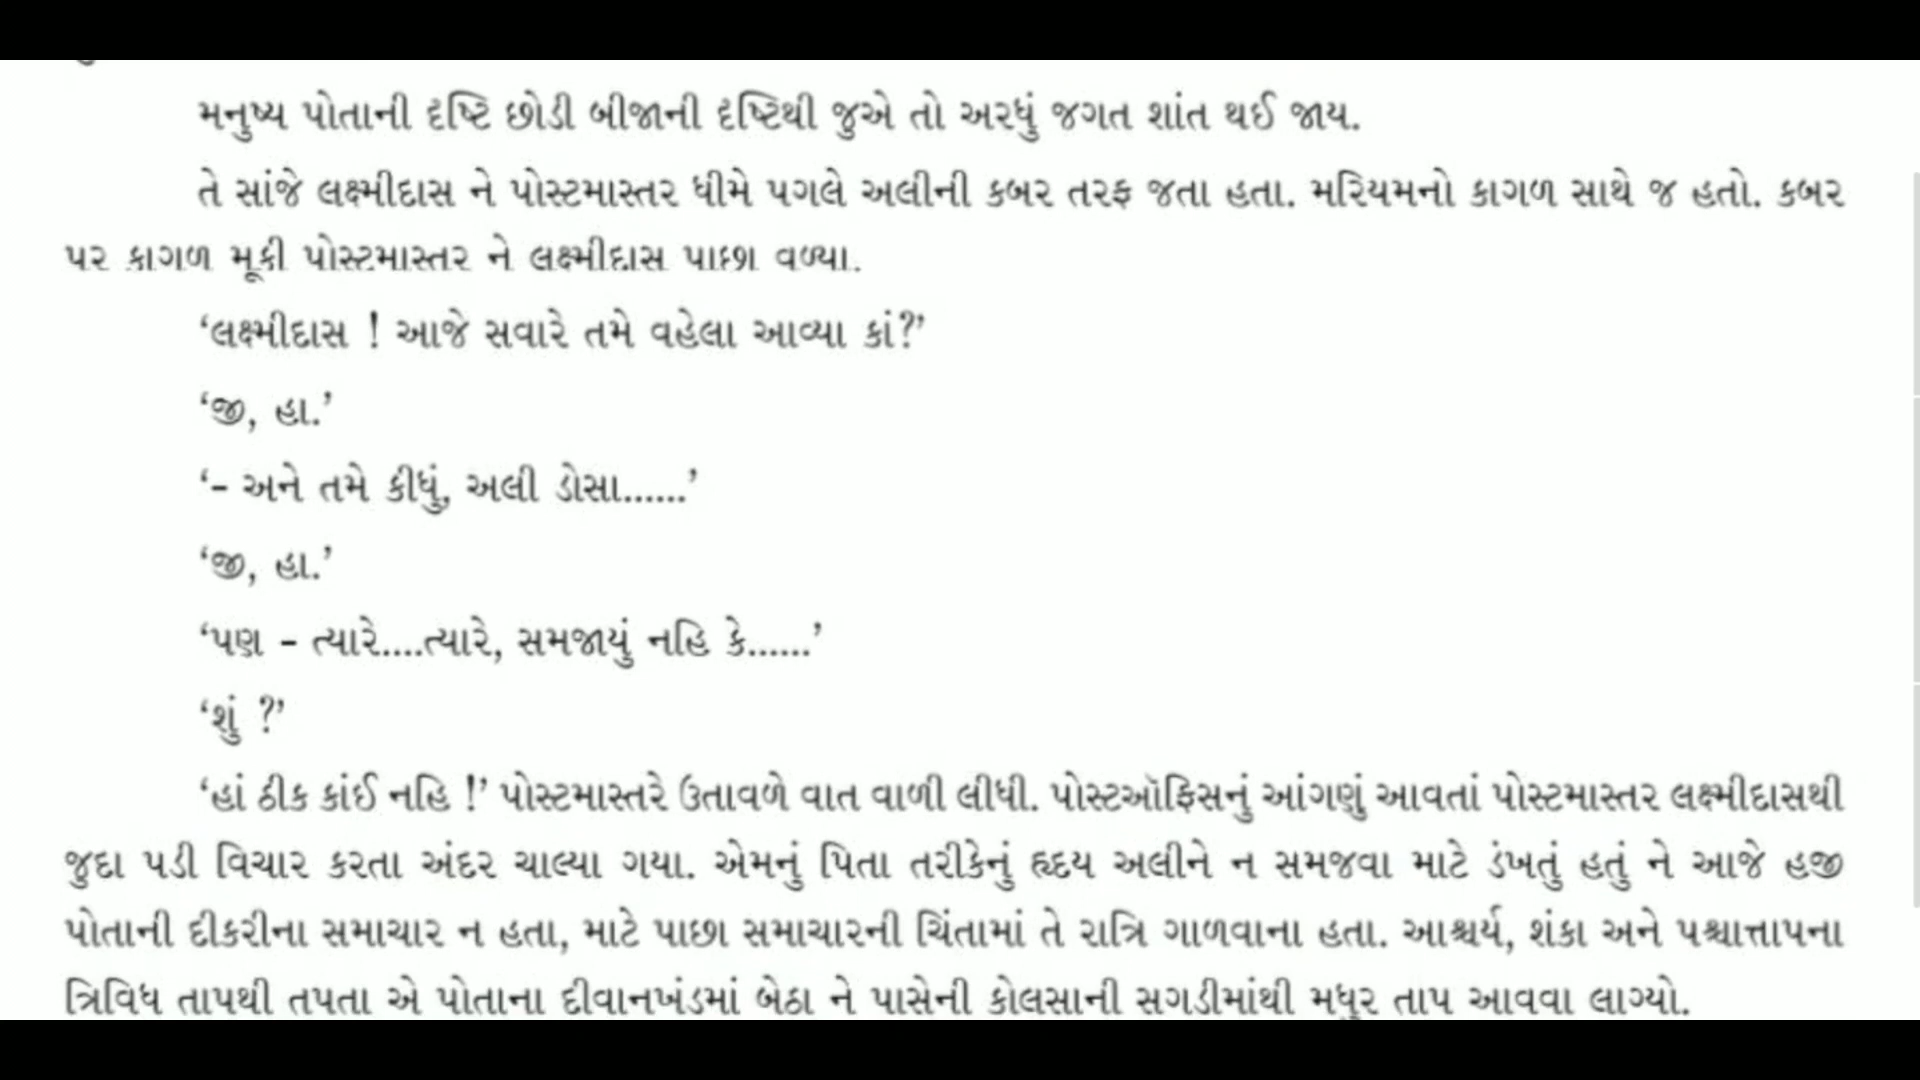 મનુષ્ય પોતાની દૃષ્ટિ છોડી બીજાની દૃષ્ટિથી જુએ તો અરધું જગત શાંત થઈ જાય.
તે સાંજે લક્ષ્મીદાસ ને પોસ્ટમાસ્તર ધીમે પગલે અલીની કબર તરફ જતા હતા. મરિયમનો કાગળ સાથે જ હતો. કબર
પર કાગળ મૂકી પોસ્ટમાસ્તર ને લક્ષ્મીદાસ પાછા વળ્યા.
‘લક્ષ્મીદાસ ! આજે સવારે તમે વહેલા આવ્યા કાં?’
‘જી, હા.’
‘– અને તમે કીધું, અલી ડોસા......’
‘જી, હા.’
‘પણ – ત્યારે....ત્યારે, સમજાયું નહિ કે......’
‘શું ?’
‘હાં ઠીક કાંઈ નહિ !’ પોસ્ટમાસ્તરે ઉતાવળે વાત વાળી લીધી. પોસ્ટઑફિસનું આંગણું આવતાં પોસ્ટમાસ્તર લક્ષ્મીદાસથી
જુદા પડી વિચાર કરતા અંદર ચાલ્યા ગયા. એમનું પિતા તરીકેનું હૃદય અલીને ન સમજવા માટે ડંખતું હતું ને આજે હજી
પોતાની દીકરીના સમાચાર ન હતા, માટે પાછા સમાચારની ચિંતામાં તે રાત્રિ ગાળવાના હતા. આશ્ચર્ય, શંકા અને પશ્ચાત્તાપના
ત્રિવિધ તાપથી તપતા એ પોતાના દીવાનખંડમાં બેઠા ને પાસેની કોલસાની સગડીમાંથી મધુર તાપ આવવા લાગ્યો.